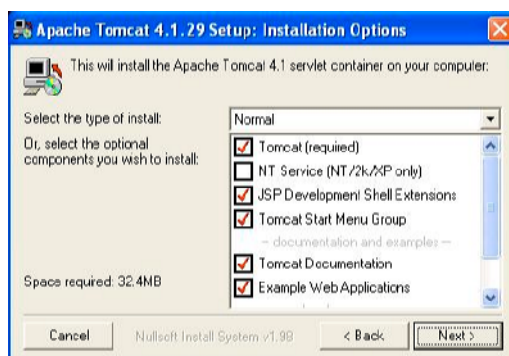 Apache Tomcat 4.1.29 Setup: Installation Options
This will install the Apache Tomcat 4.1 servlet container on your computer:
Select the type of install:
Normal
Or, select the optional
components you wish to install:
Tomcat (required)
NT Service (NT/2k/XP only)
JSP Development Shell Extensions
Tomcat Start Menu Group
-- documentation and examples --
Tomcat Documentation
Example Web Applications
Space required: 32.4MB
Cancel
Nullsoft Install System v1.98
< Back
Next >